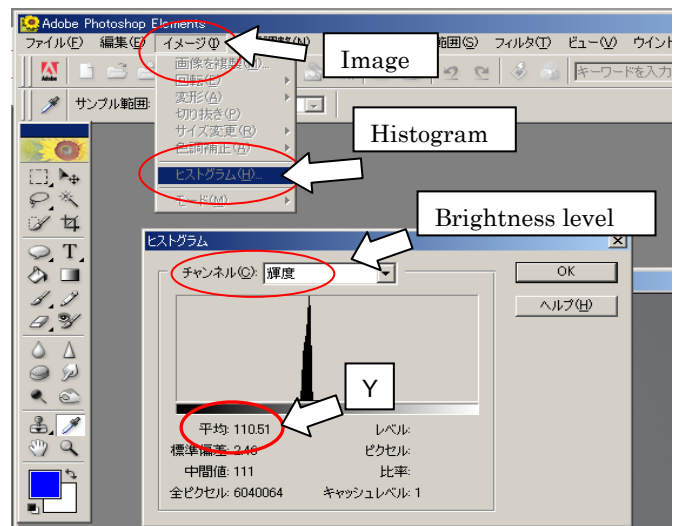 Adobe Photoshop Elements
ファイル(F) 編集(E) イメージ(I) 範囲(S) フィルタ(T) ビュー(V) ウイント
Image
Adobe
キーワードを入力
画像を複製(D)...
回転(E)
変形(A)
切り抜き(P)
サイズ変更(R)
色調補正(A)
ヒストグラム(H)...
モード(M)
サンプル範囲:
Histogram
Brightness level
T
ヒストグラム
チャンネル(C): 輝度
OK
ヘルプ(H)
Y
平均: 110.51 レベル:
標準偏差: 2.46 ピクセル:
中間値: 111 比率:
全ピクセル: 6040064 キャッシュレベル: 1